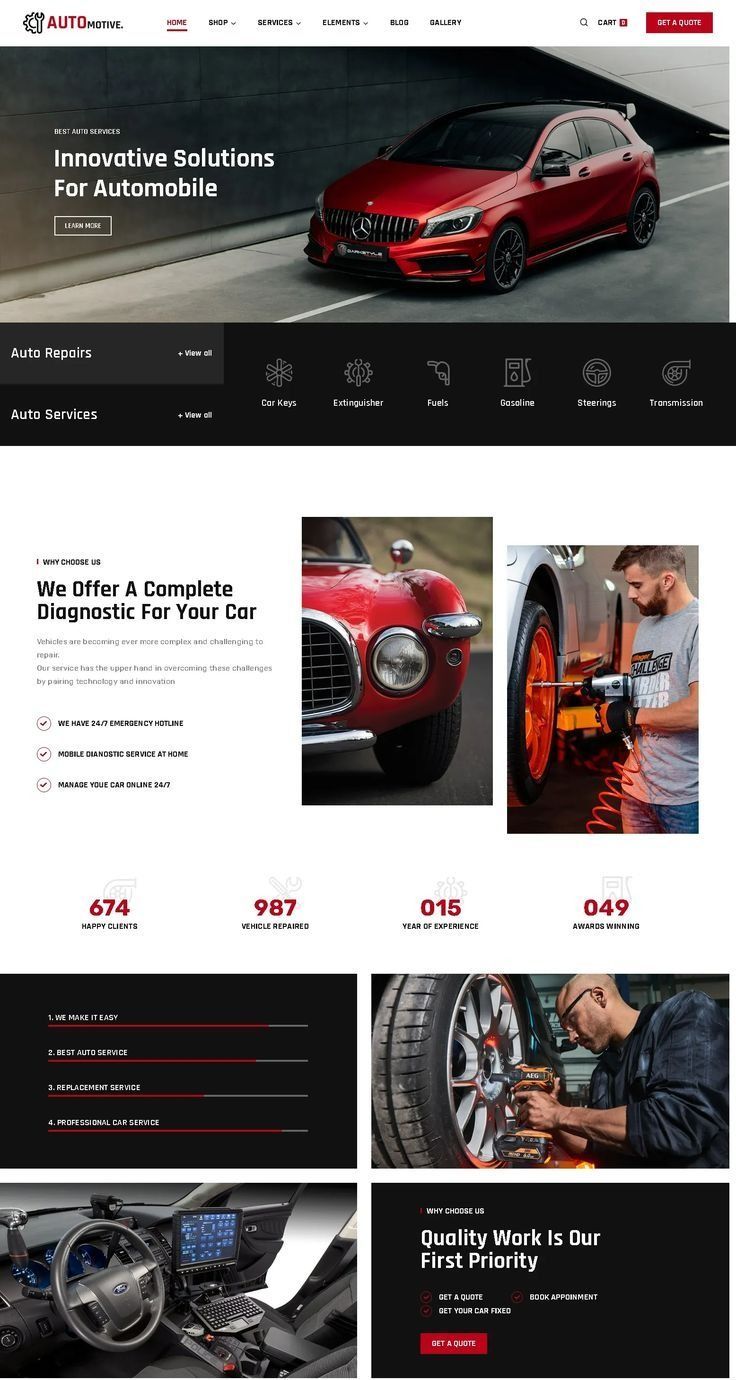 AUTOMOTIVE.
HOME SHOP SERVICES ELEMENTS BLOG GALLERY CART 0 GET A QUOTE
BEST AUTO SERVICES
Innovative Solutions
For Automobile
LEARN MORE
DARKSTYLE
Auto Repairs + View all
Auto Services + View all
Car Keys Extinguisher Fuels Gasoline Steerings Transmission
WHY CHOOSE US
We Offer A Complete
Diagnostic For Your Car
Vehicles are becoming ever more complex and challenging to
repair.
Our service has the upper hand in overcoming these challenges
by pairing technology and innovation
WE HAVE 24/7 EMERGENCY HOTLINE
MOBILE DIANOSTIC SERVICE AT HOME
MANAGE YOUE CAR ONLINE 24/7
CHALLENGE
674 987 015 049
HAPPY CLIENTS VEHICLE REPAIRED YEAR OF EXPERIENCE AWARDS WINNING
1. WE MAKE IT EASY
2. BEST AUTO SERVICE
3. REPLACEMENT SERVICE
4. PROFESSIONAL CAR SERVICE
AEG
Ford
WHY CHOOSE US
Quality Work Is Our
First Priority
GET A QUOTE BOOK APPOINMENT
GET YOUR CAR FIXED
GET A QUOTE